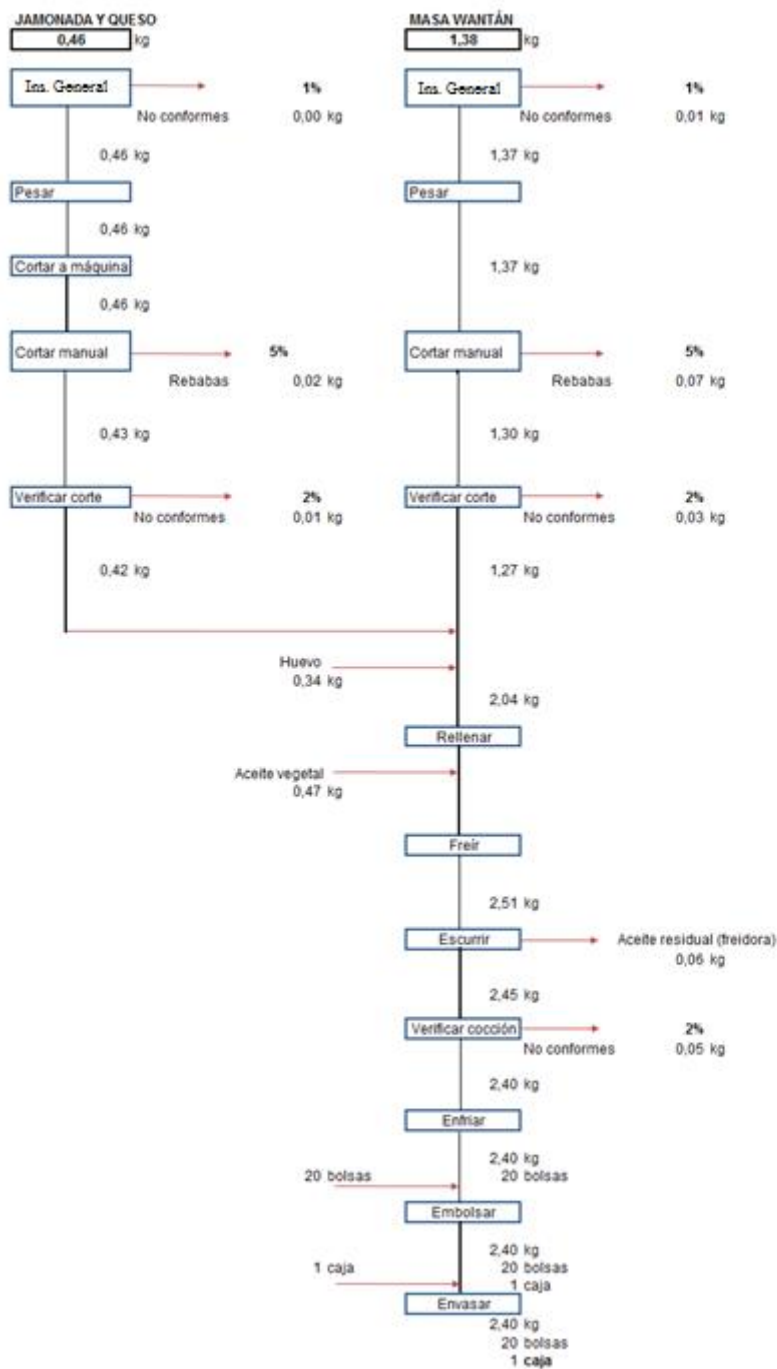 JAMONADA Y QUESO MASA WANTÁN
0,46 kg 1,38 kg
Ins. General 1% Ins. General 1%
No conformes 0,00 kg No conformes 0,01 kg
0,46 kg 1,37 kg
Pesar Pesar
0,46 kg
Cortar a máquina 1,37 kg
0,46 kg
Cortar manual 5% Cortar manual 5%
Rebabas 0,02 kg Rebabas 0,07 kg
0,43 kg 1,30 kg
Verificar corte 2% Verificar corte 2%
No conformes 0,01 kg No conformes 0,03 kg
0,42 kg 1,27 kg
Huevo
0,34 kg
2,04 kg
Rellenar
Aceite vegetal
0,47 kg
Freír
2,51 kg
Escurrir Aceite residual (freidora)
0,06 kg
2,45 kg
Verificar cocción 2%
No conformes 0,05 kg
2,40 kg
Enfriar
2,40 kg
20 bolsas 20 bolsas
Embolsar
2,40 kg
1 caja 20 bolsas
1 caja
Envasar
2,40 kg
20 bolsas
1 caja